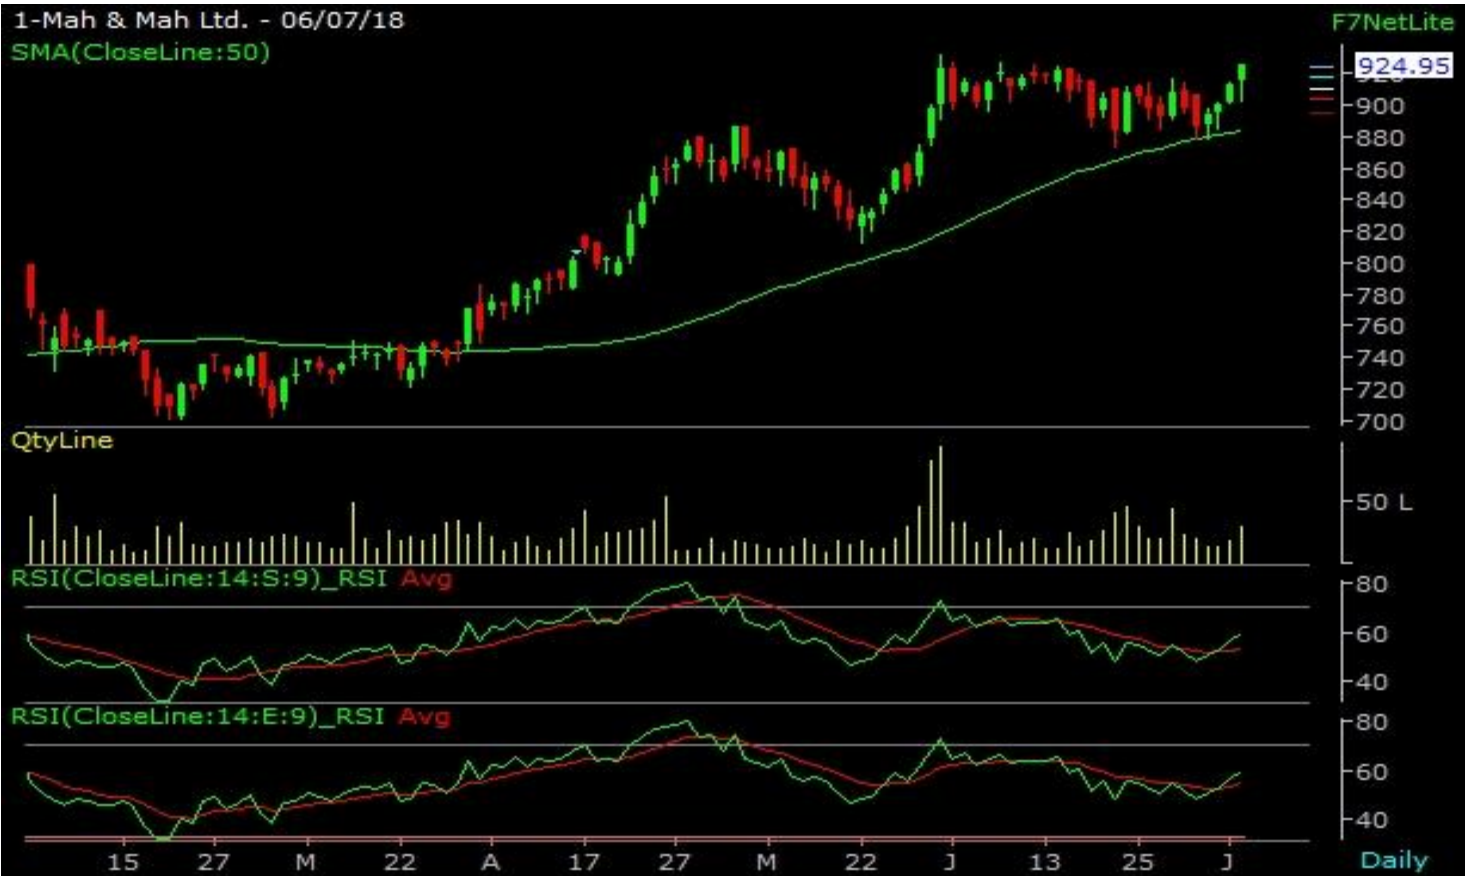 1-Mah & Mah Ltd. - 06/07/18
F7NetLite
SMA(CloseLine:50)
924.95
900
880
860
840
820
800
780
760
740
720
700
QtyLine
50 L
RSI(CloseLine:14:S:9)_RSI Avg
80
60
40
RSI(CloseLine:14:E:9)_RSI Avg
80
60
40
15 27 M 22 A 17 27 M 22 J 13 25 J Daily